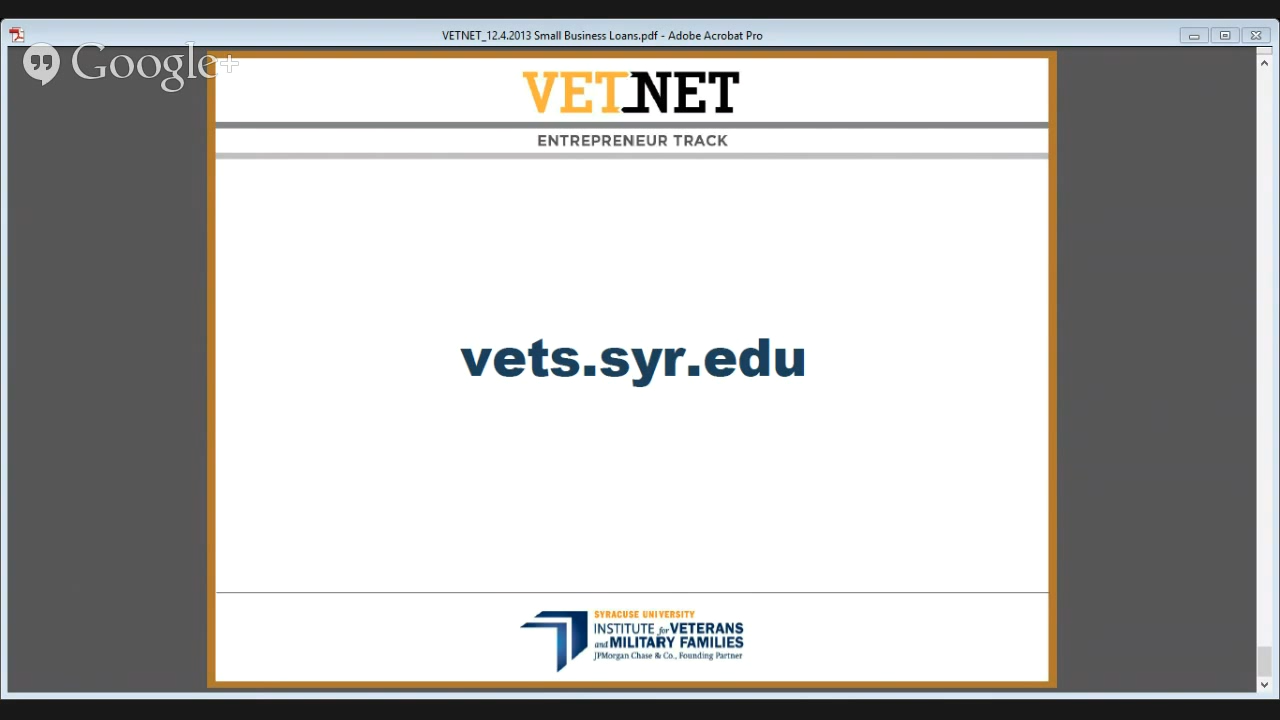 VETNET_12.4.2013 Small Business Loans.pdf - Adobe Acrobat Pro
Google+
VETNET
ENTREPRENEUR TRACK
vets.syr.edu
SYRACUSE UNIVERSITY
INSTITUTE for VETERANS
and MILITARY FAMILIES
JPMorgan Chase & Co., Founding Partner